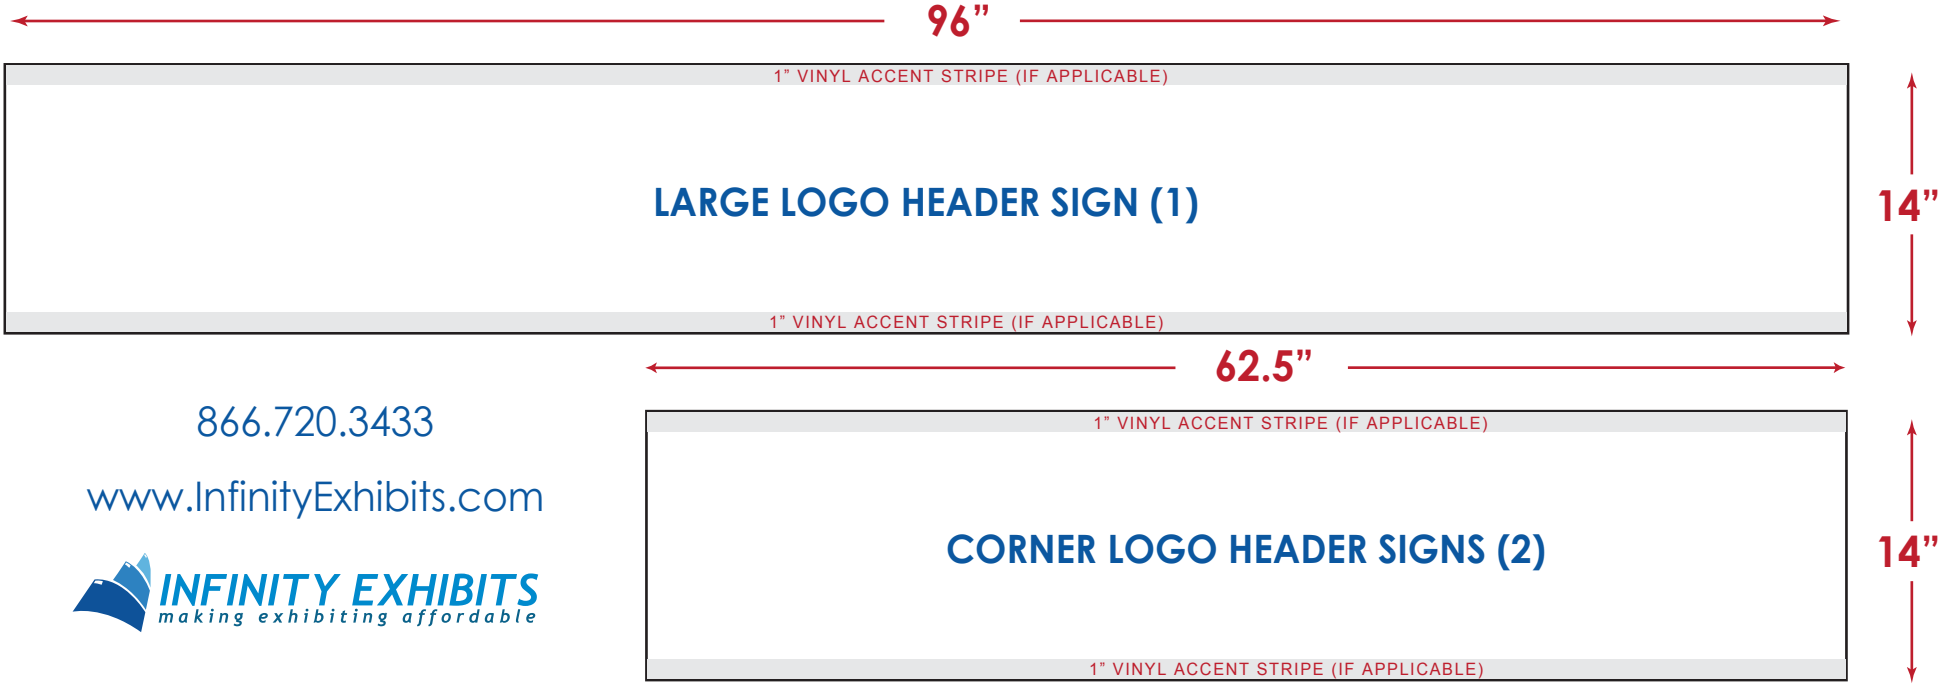 96”
1” VINYL ACCENT STRIPE (IF APPLICABLE)
LARGE LOGO HEADER SIGN (1)
14”
1” VINYL ACCENT STRIPE (IF APPLICABLE)
62.5”
866.720.3433
www.InfinityExhibits.com
INFINITY EXHIBITS
making exhibiting affordable
1” VINYL ACCENT STRIPE (IF APPLICABLE)
CORNER LOGO HEADER SIGNS (2)
14”
1” VINYL ACCENT STRIPE (IF APPLICABLE)